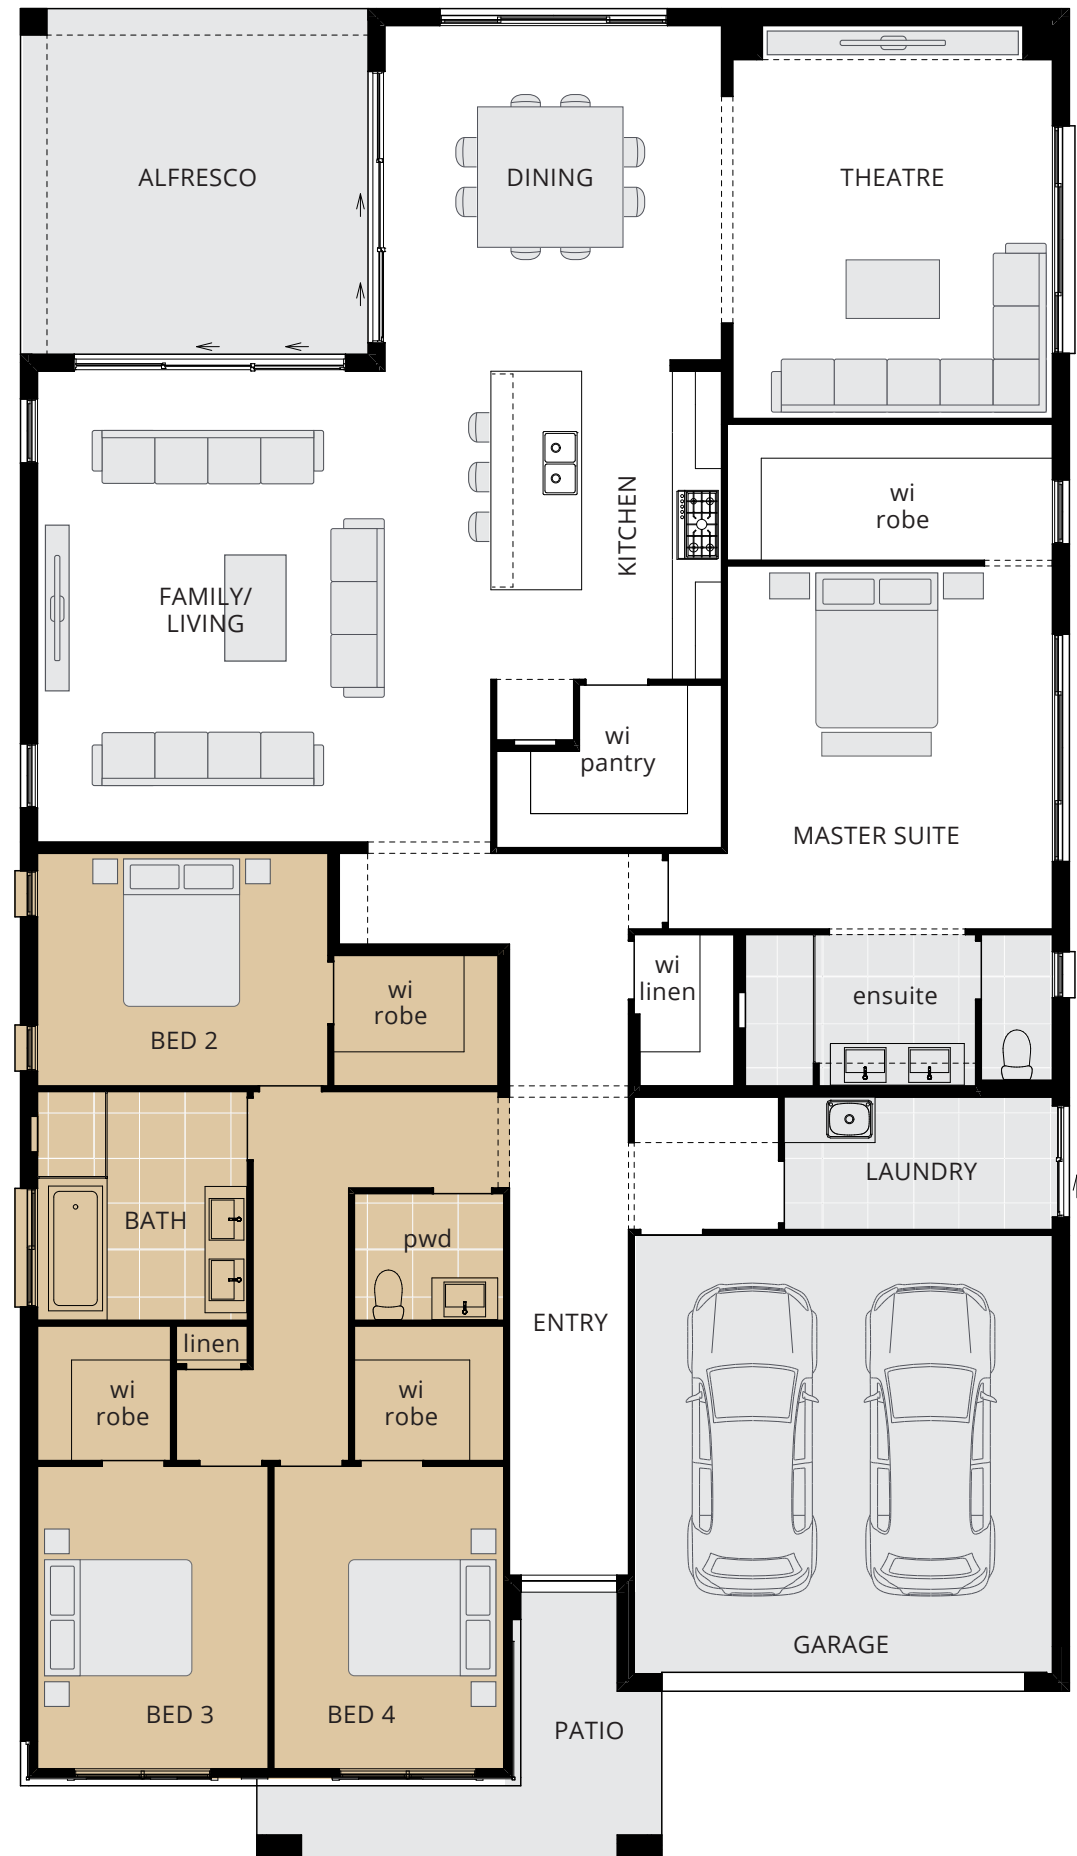 ALFRESCO
DINING
THEATRE
wi
robe
KITCHEN
FAMILY/
LIVING
wi
pantry
MASTER SUITE
wi
linen
ensuite
wi
robe
BED 2
LAUNDRY
BATH
pwd
ENTRY
linen
wi
robe
wi
robe
GARAGE
BED 3
BED 4
PATIO